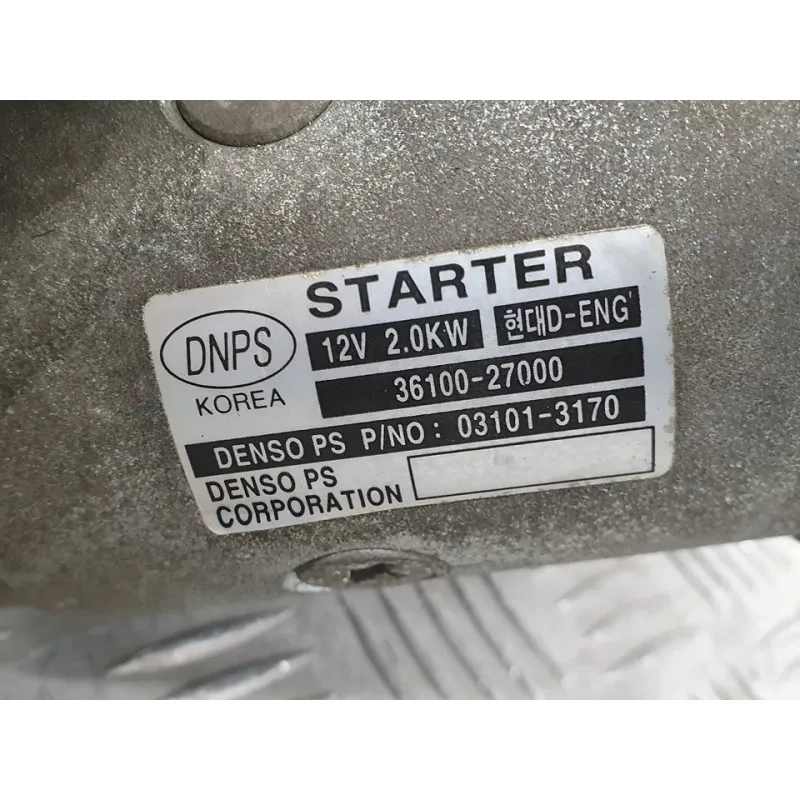 STARTER
DNPS
KOREA
12V 2.0KW
현대D-ENG'
36100-27000
DENSO PS P/NO : 03101-3170
DENSO PS
CORPORATION